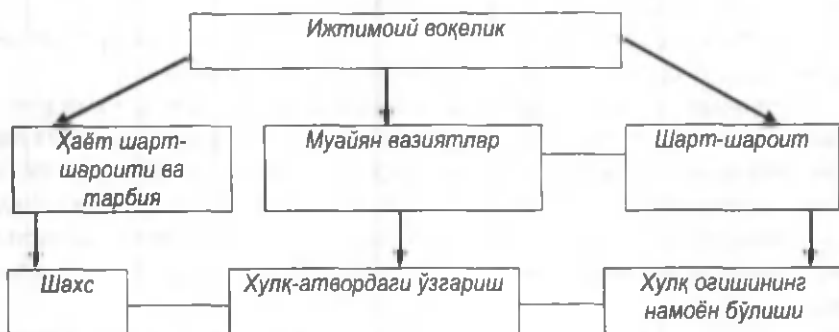 Ижтимоий воқелик
Ҳаёт шарт-
шароити ва
тарбия
Муайян вазиятлар
Шарт-шароит
Шахс
Хулқ-атвордаги ўзгариш
Хулқ оғишининг
намоён бўлиши